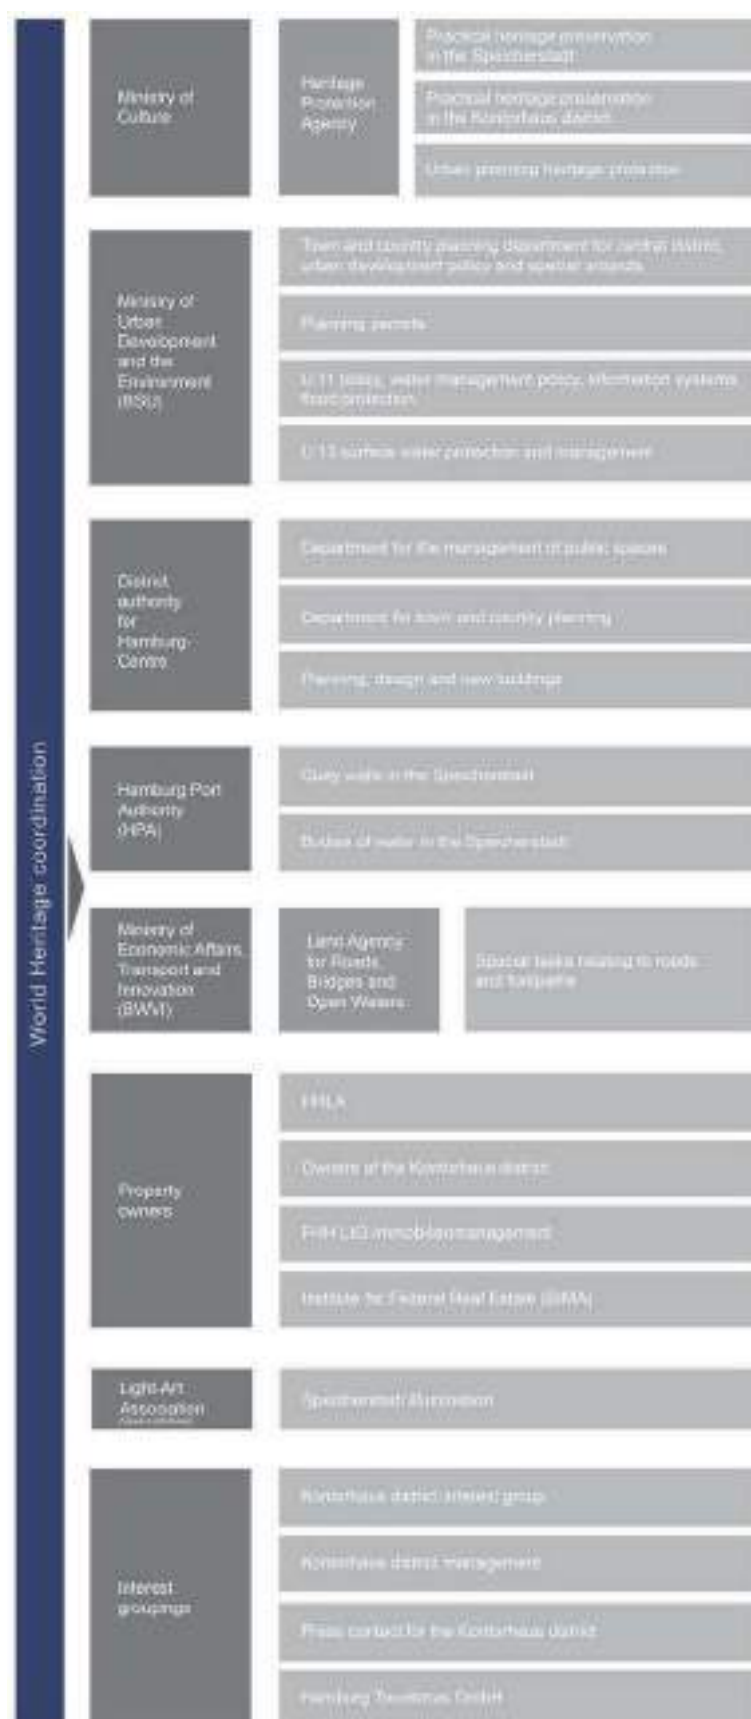 World Heritage coordination
Ministry of
Culture
Heritage
Protection
Agency
Practical heritage preservation
in the Speicherstadt
Practical heritage preservation
in the Kontorhaus district
Urban planning heritage protection
Ministry of
Urban
Development
and the
Environment
(BSU)
Town and country planning department for central district,
urban development policy and special
Planning permits
U 11 policy, water management policy, information systems
flood protection
U 12 surface water protection and management
District
authority
for
Hamburg-
Centre
Department for the management of public spaces
Department for town and country planning
Planning, design and new buildings
Hamburg Port
Authority
(HPA)
Quay walls in the Speicherstadt
Bodies of water in the Speicherstadt
Ministry of
Economic Affairs,
Transport and
Innovation
(BWVI)
Land Agency
for Roads,
Bridges and
Open Waters
Special tasks relating to roads
and footpaths
Property
owners
HHLA
Owners of the Kontorhaus district
FHH LIG Immobilienmanagement
Institute for Federal Real Estate (BIMA)
Light-Art
Association
Speicherstadt illumination
Interest
groupings
Kontorhaus district interest group
Kontorhaus district management
Press contact for the Kontorhaus district
Hamburg Tourismus GmbH